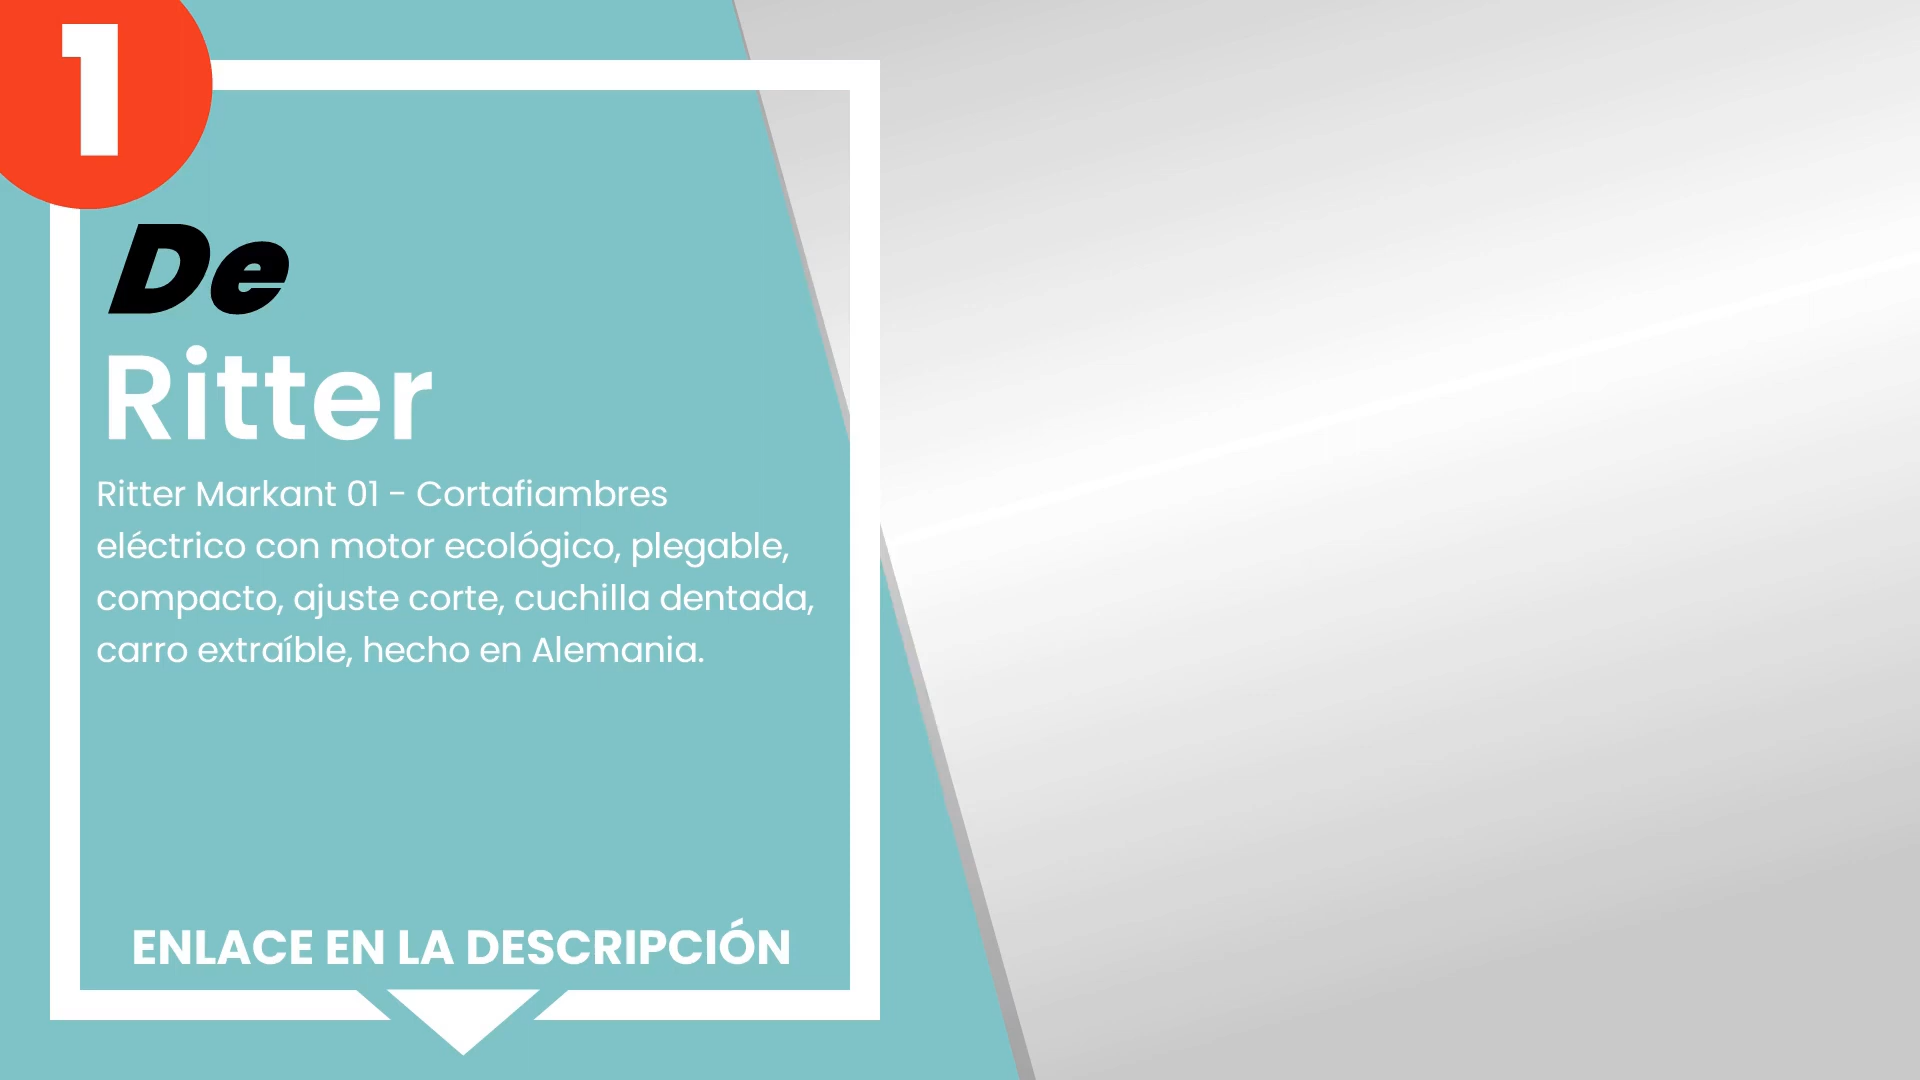 1
De
Ritter
Ritter Markant 01 - Cortafiambres
eléctrico con motor ecológico, plegable,
compacto, ajuste corte, cuchilla dentada,
carro extraíble, hecho en Alemania.
ENLACE EN LA DESCRIPCIÓN